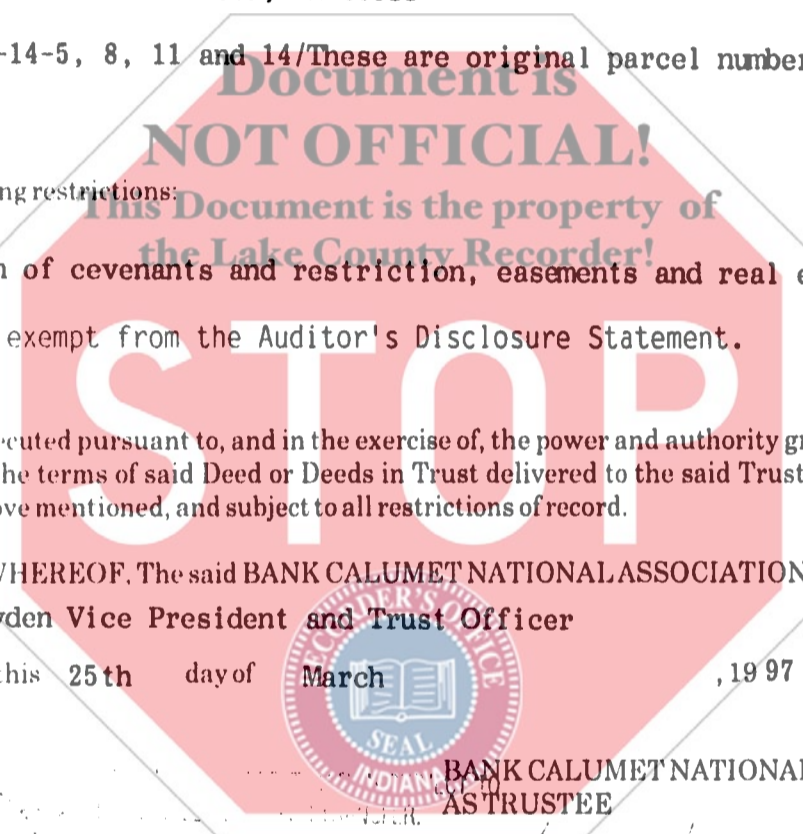 -14-5, 8, 11 and 14/These are original parcel number
Document is
NOT OFFICIAL!
ng restrictions:
This Document is the property of
the Lake County Recorder!
of cevenants and restriction, easements and real e
exempt from the Auditor's Disclosure Statement.
STOP
cuted pursuant to, and in the exercise of, the power and authority gr
he terms of said Deed or Deeds in Trust delivered to the said Trust
ve mentioned, and subject to all restrictions of record.
WHEREOF, The said BANK CALUMET NATIONAL ASSOCIATION
den Vice President and Trust Officer
RECORDER'S OFFICE
this 25th day of March , 19 97
SEAL
INDIANA
BANK CALUMET NATIONAL
AS TRUSTEE